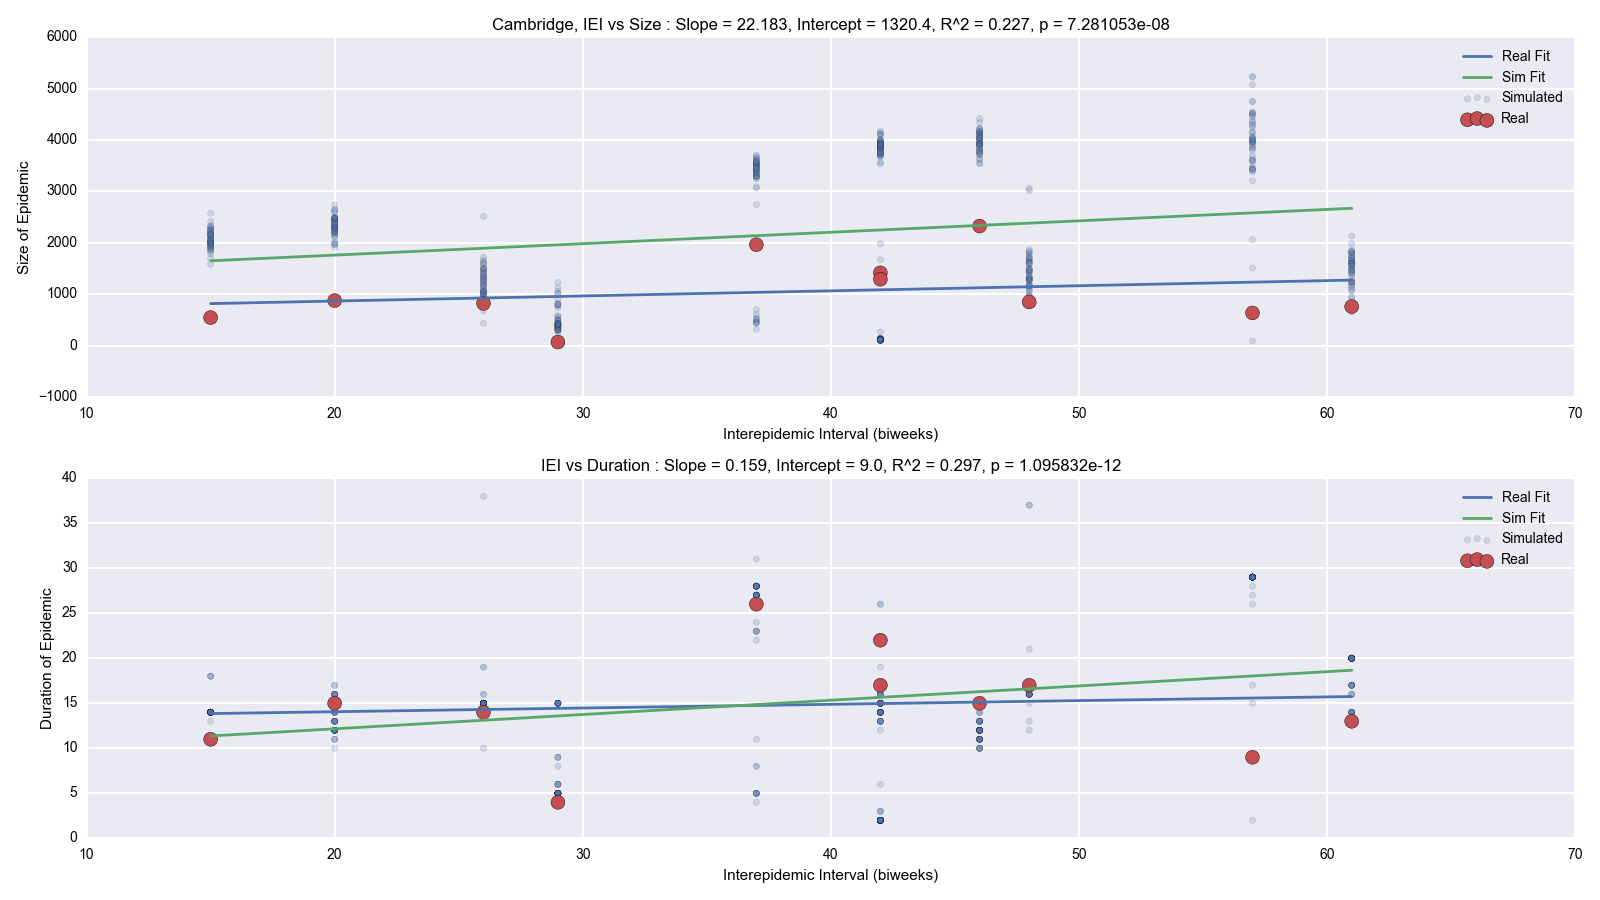 Cambridge, IEI vs Size : Slope = 22.183, Intercept = 1320.4, R^2 = 0.227, p = 7.281053e-08
6000
5000
4000
3000
2000
1000
0
−1000
Size of Epidemic
Real Fit
Sim Fit
Simulated
Real
10 20 30 40 50 60 70
Interepidemic Interval (biweeks)
IEI vs Duration : Slope = 0.159, Intercept = 9.0, R^2 = 0.297, p = 1.095832e-12
40
35
30
25
20
15
10
5
0
Duration of Epidemic
Real Fit
Sim Fit
Simulated
Real
10 20 30 40 50 60 70
Interepidemic Interval (biweeks)